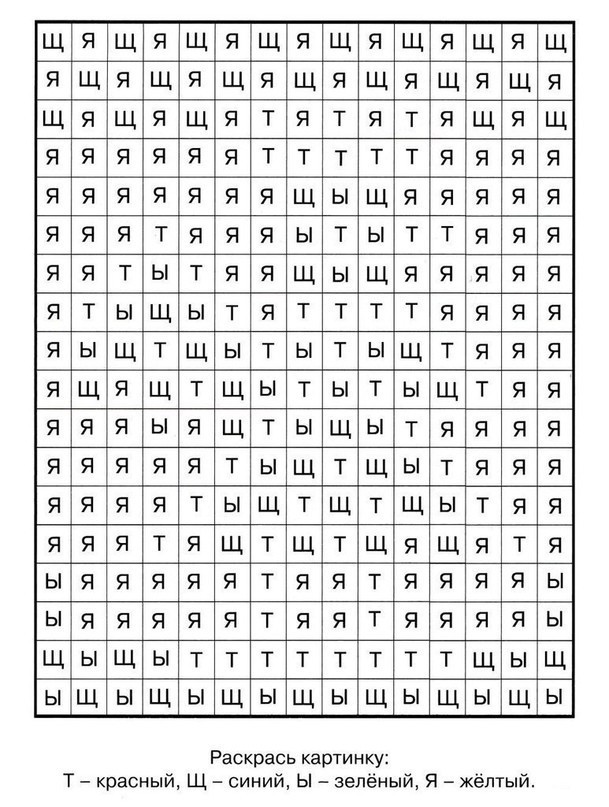 Щ Я Щ Я Щ Я Щ Я Щ Я Щ Я Щ Я Щ
Я Щ Я Щ Я Щ Я Щ Я Щ Я Щ Я Щ Я
Щ Я Щ Я Щ Я Т Я Т Я Т Я Щ Я Щ
Я Я Я Я Я Я Т Т Т Т Т Я Я Я Я
Я Я Я Я Я Я Я Щ Ы Щ Я Я Я Я Я
Я Я Я Т Я Я Я Ы Т Ы Т Т Я Я Я
Я Я Т Ы Т Я Я Щ Ы Щ Я Я Я Я Я
Я Т Ы Щ Ы Т Я Т Т Т Т Я Я Я Я
Я Ы Щ Т Щ Ы Т Ы Т Ы Щ Т Я Я Я
Я Щ Я Щ Т Щ Ы Т Ы Т Ы Щ Т Я Я
Я Я Я Ы Я Щ Т Ы Щ Ы Т Я Я Я Я
Я Я Я Я Я Т Ы Щ Т Щ Ы Т Я Я Я
Я Я Я Я Т Ы Щ Т Щ Т Щ Ы Т Я Я
Я Я Я Т Я Щ Т Щ Т Щ Я Щ Я Т Я
Ы Я Я Я Я Я Т Я Я Т Я Я Я Я Ы
Ы Я Я Я Я Я Т Я Я Т Я Я Я Я Ы
Щ Ы Щ Ы Т Т Т Т Т Т Т Т Щ Ы Щ
Ы Щ Ы Щ Ы Щ Ы Щ Ы Щ Ы Щ Ы Щ Ы
Раскрась картинку:
Т – красный, Щ – синий, Ы – зелёный, Я – жёлтый.